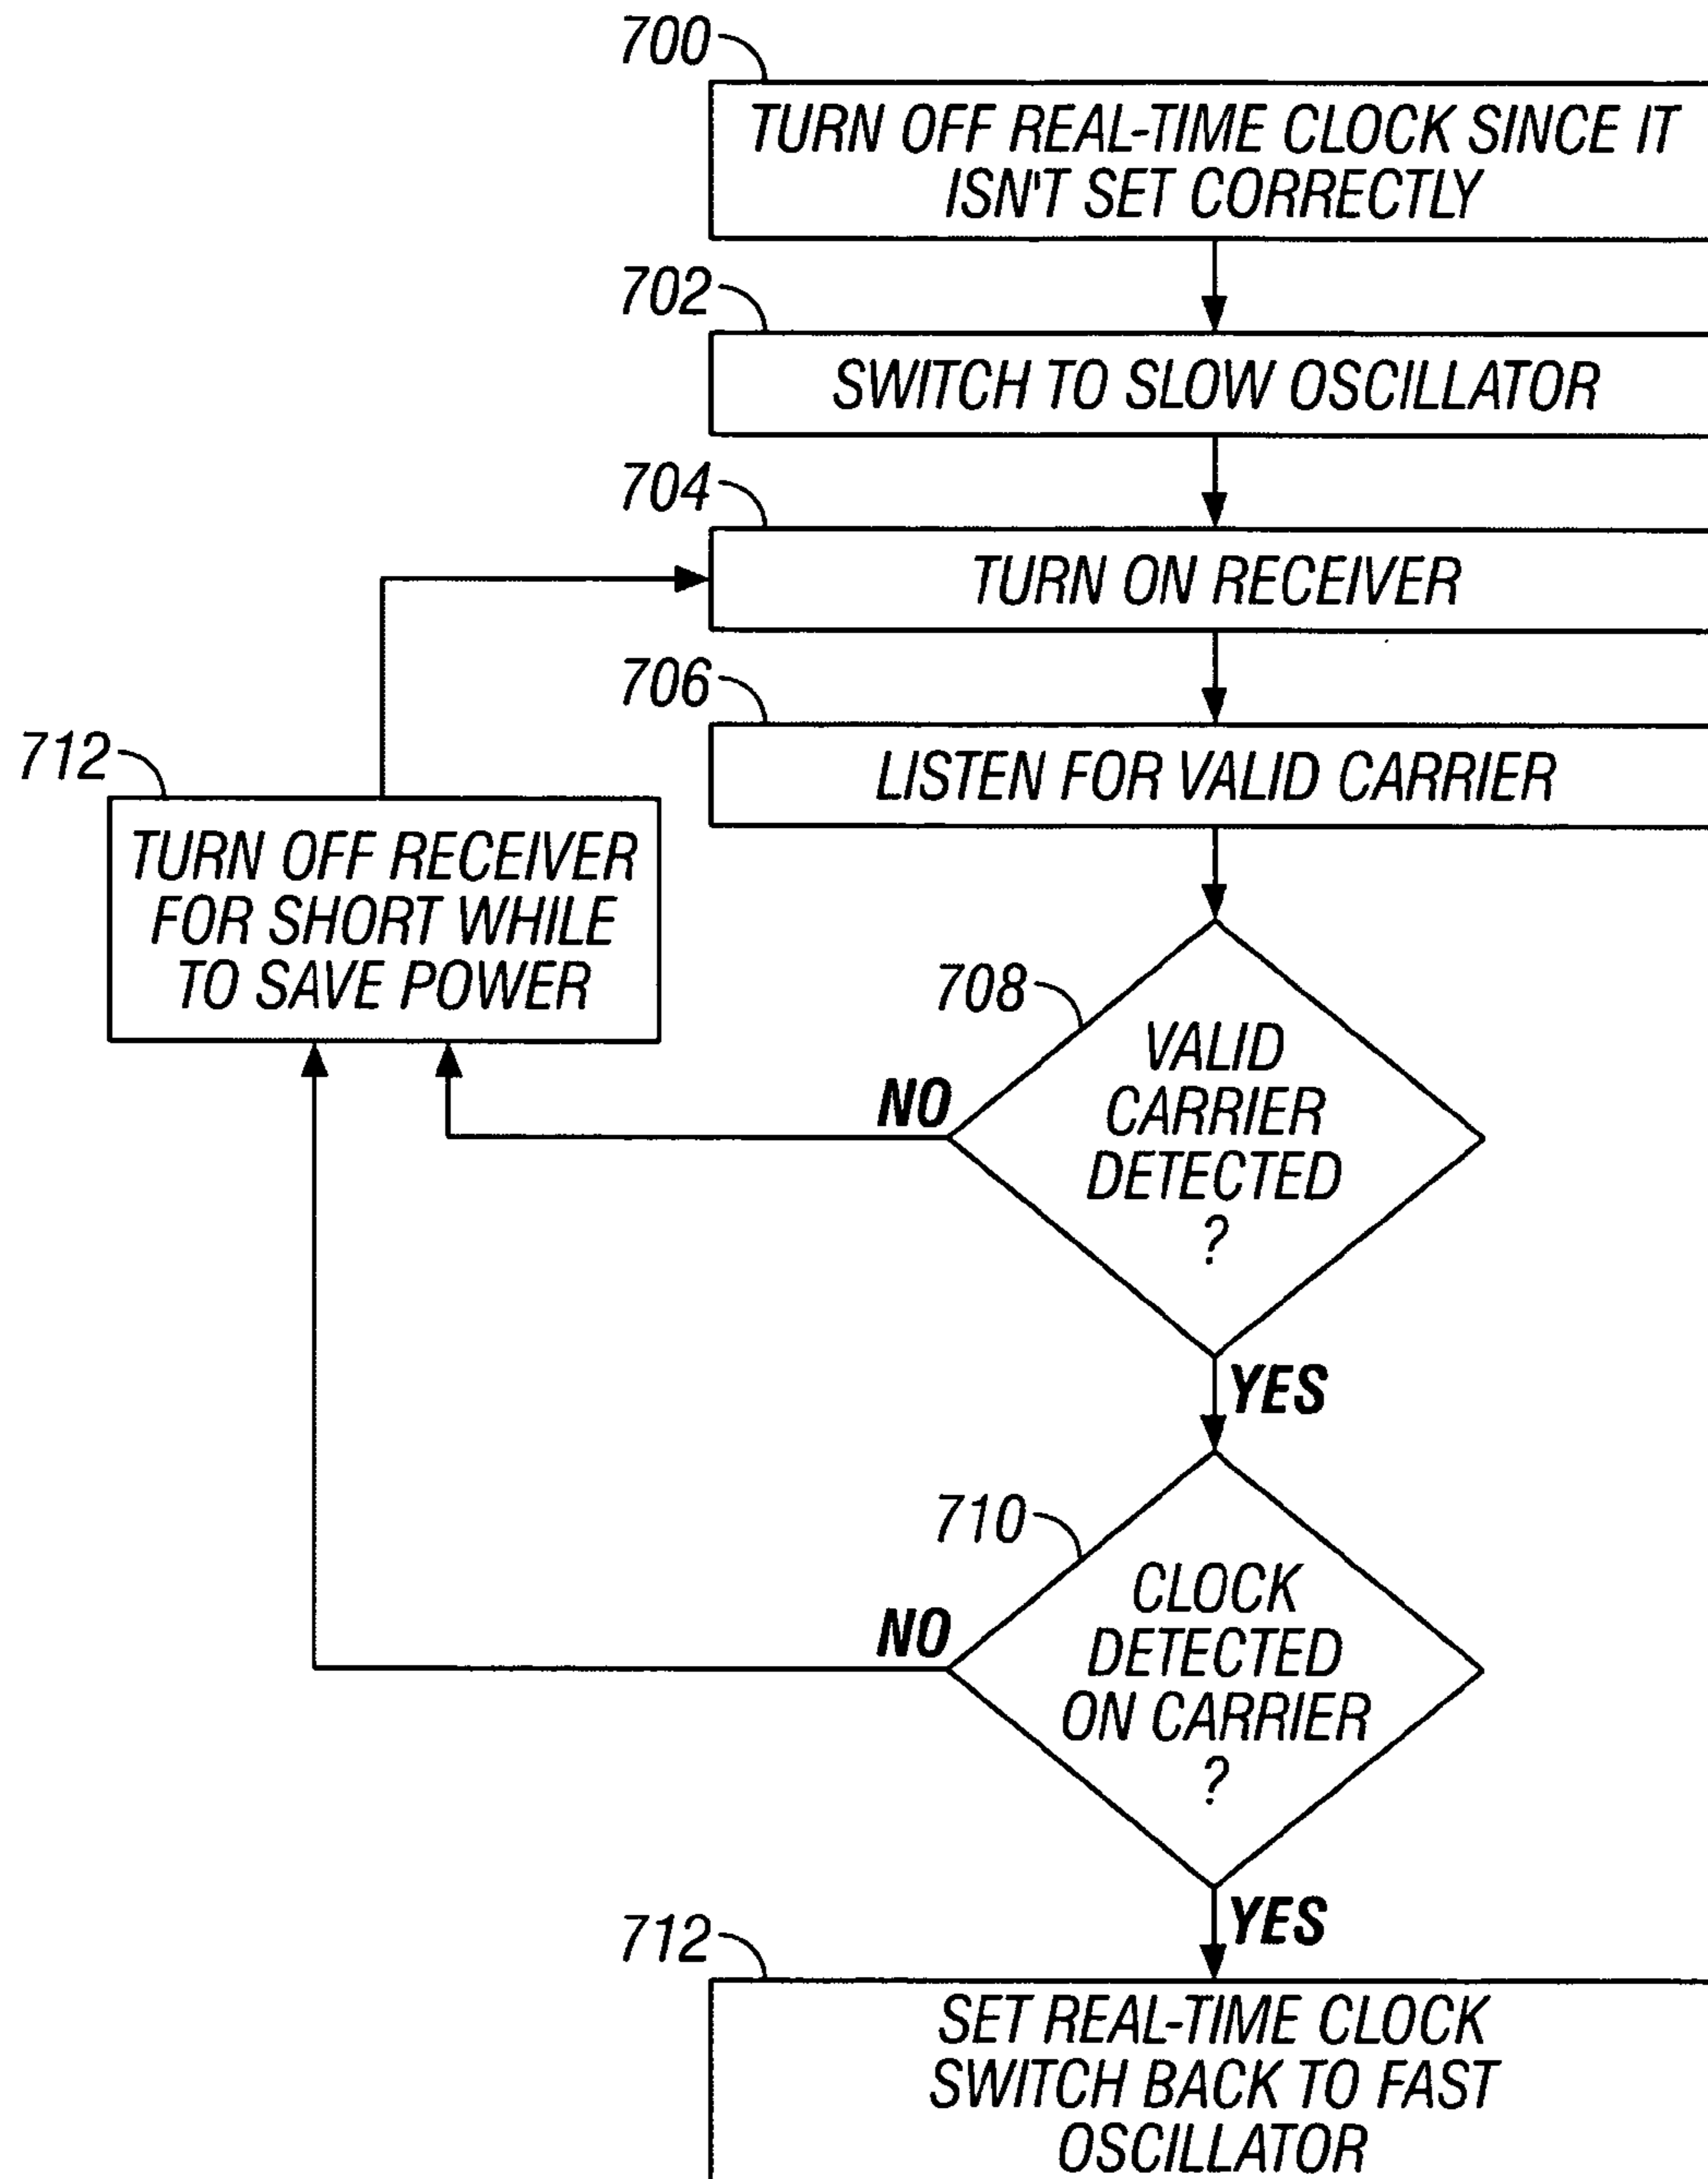 700
TURN OFF REAL-TIME CLOCK SINCE IT
ISN'T SET CORRECTLY
702
SWITCH TO SLOW OSCILLATOR
704
TURN ON RECEIVER
706
LISTEN FOR VALID CARRIER
712
TURN OFF RECEIVER
FOR SHORT WHILE
TO SAVE POWER
708
VALID
CARRIER
DETECTED
?
NO
YES
710
CLOCK
DETECTED
ON CARRIER
?
NO
YES
712
SET REAL-TIME CLOCK
SWITCH BACK TO FAST
OSCILLATOR